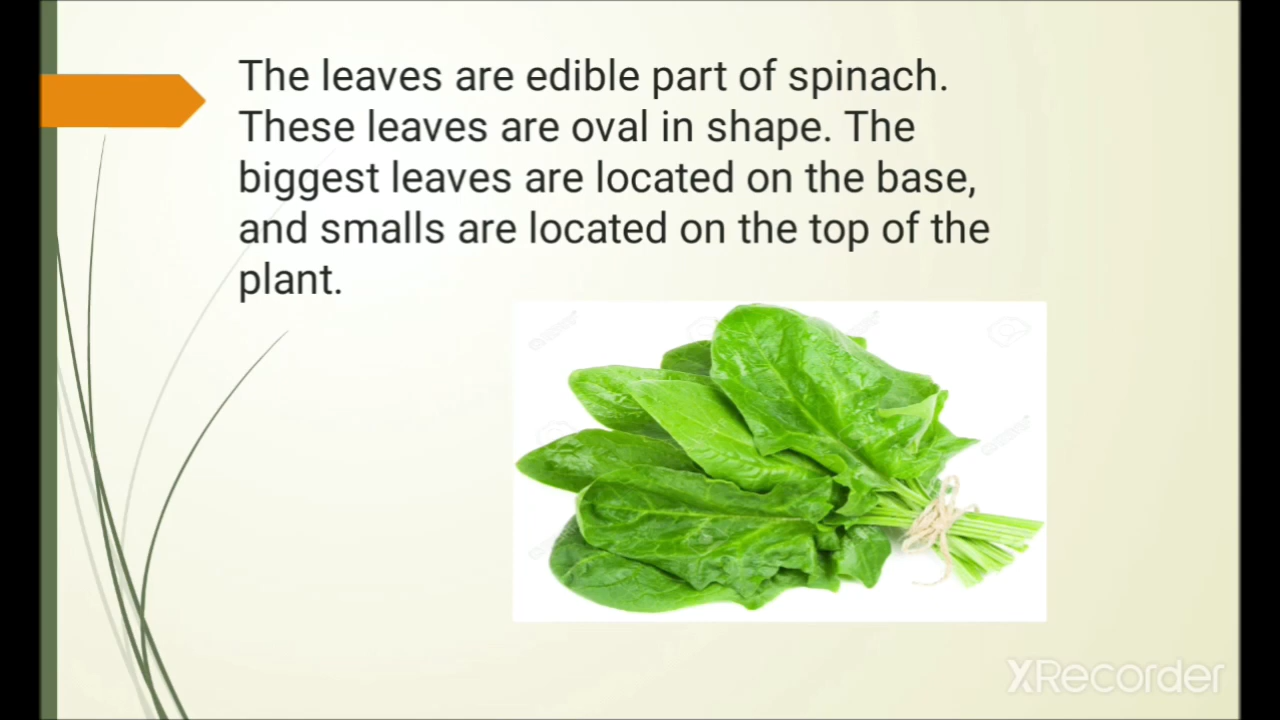 The leaves are edible part of spinach.
These leaves are oval in shape. The
biggest leaves are located on the base,
and smalls are located on the top of the
plant.
XRecorder